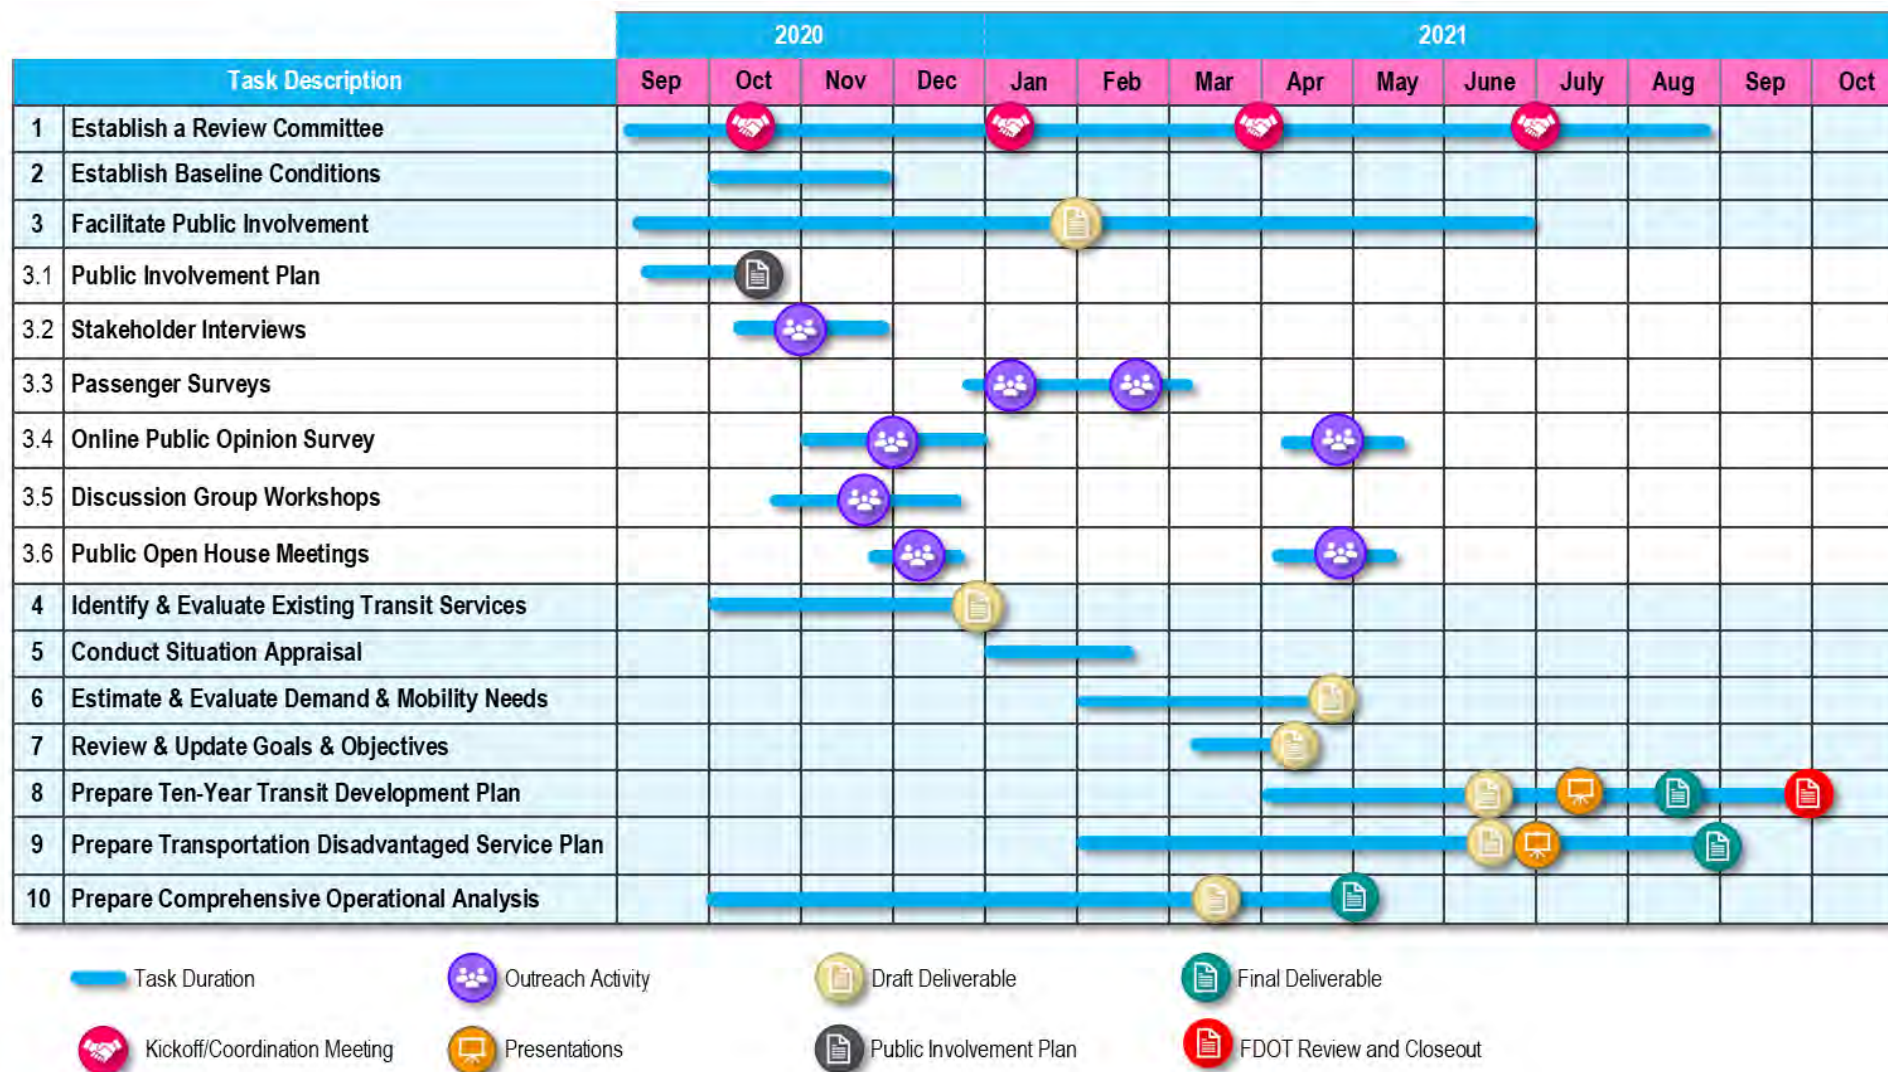 2020 2021
Task Description Sep Oct Nov Dec Jan Feb Mar Apr May June July Aug Sep Oct
1 Establish a Review Committee
2 Establish Baseline Conditions
3 Facilitate Public Involvement
3.1 Public Involvement Plan
3.2 Stakeholder Interviews
3.3 Passenger Surveys
3.4 Online Public Opinion Survey
3.5 Discussion Group Workshops
3.6 Public Open House Meetings
4 Identify & Evaluate Existing Transit Services
5 Conduct Situation Appraisal
6 Estimate & Evaluate Demand & Mobility Needs
7 Review & Update Goals & Objectives
8 Prepare Ten-Year Transit Development Plan
9 Prepare Transportation Disadvantaged Service Plan
10 Prepare Comprehensive Operational Analysis
Task Duration Outreach Activity Draft Deliverable Final Deliverable
Kickoff/Coordination Meeting Presentations Public Involvement Plan FDOT Review and Closeout